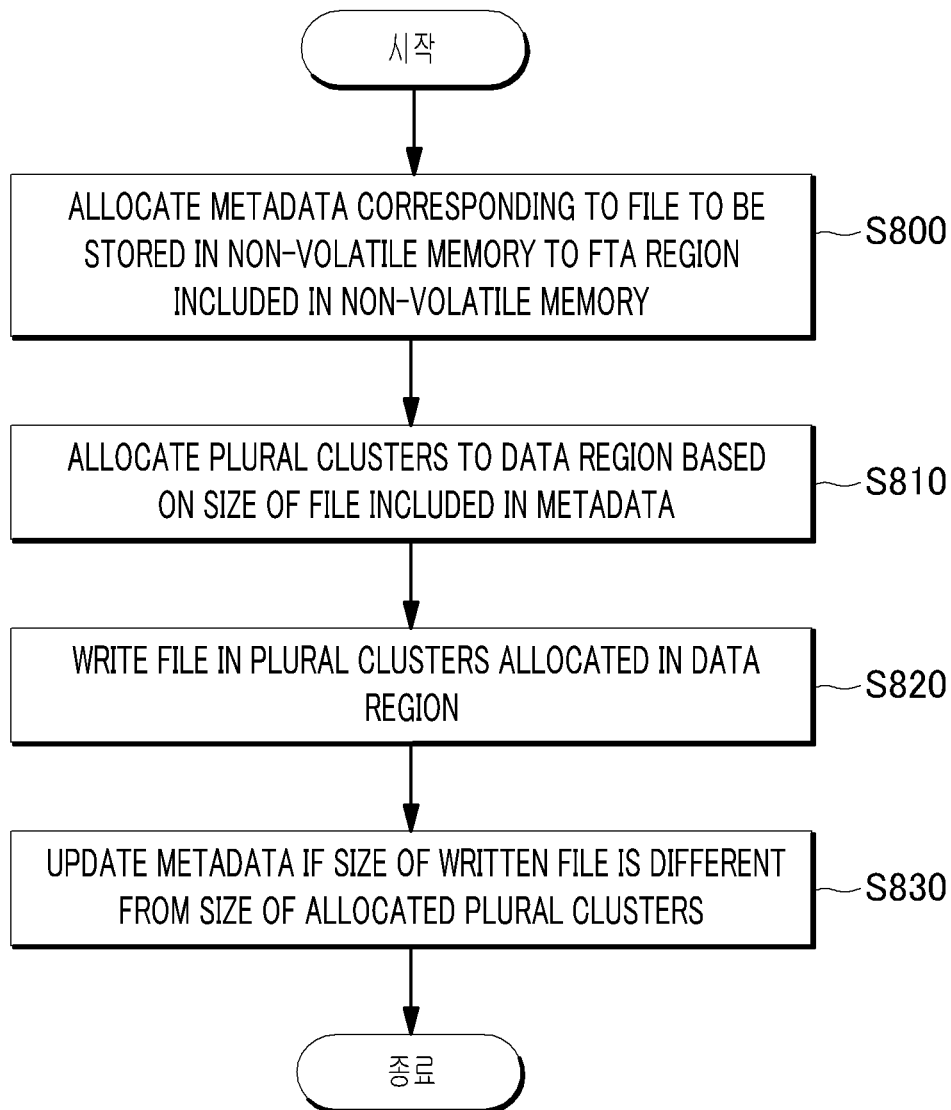 시작
ALLOCATE METADATA CORRESPONDING TO FILE TO BE
STORED IN NON-VOLATILE MEMORY TO FTA REGION
INCLUDED IN NON-VOLATILE MEMORY
S800
ALLOCATE PLURAL CLUSTERS TO DATA REGION BASED
ON SIZE OF FILE INCLUDED IN METADATA
S810
WRITE FILE IN PLURAL CLUSTERS ALLOCATED IN DATA
REGION
S820
UPDATE METADATA IF SIZE OF WRITTEN FILE IS DIFFERENT
FROM SIZE OF ALLOCATED PLURAL CLUSTERS
S830
종료